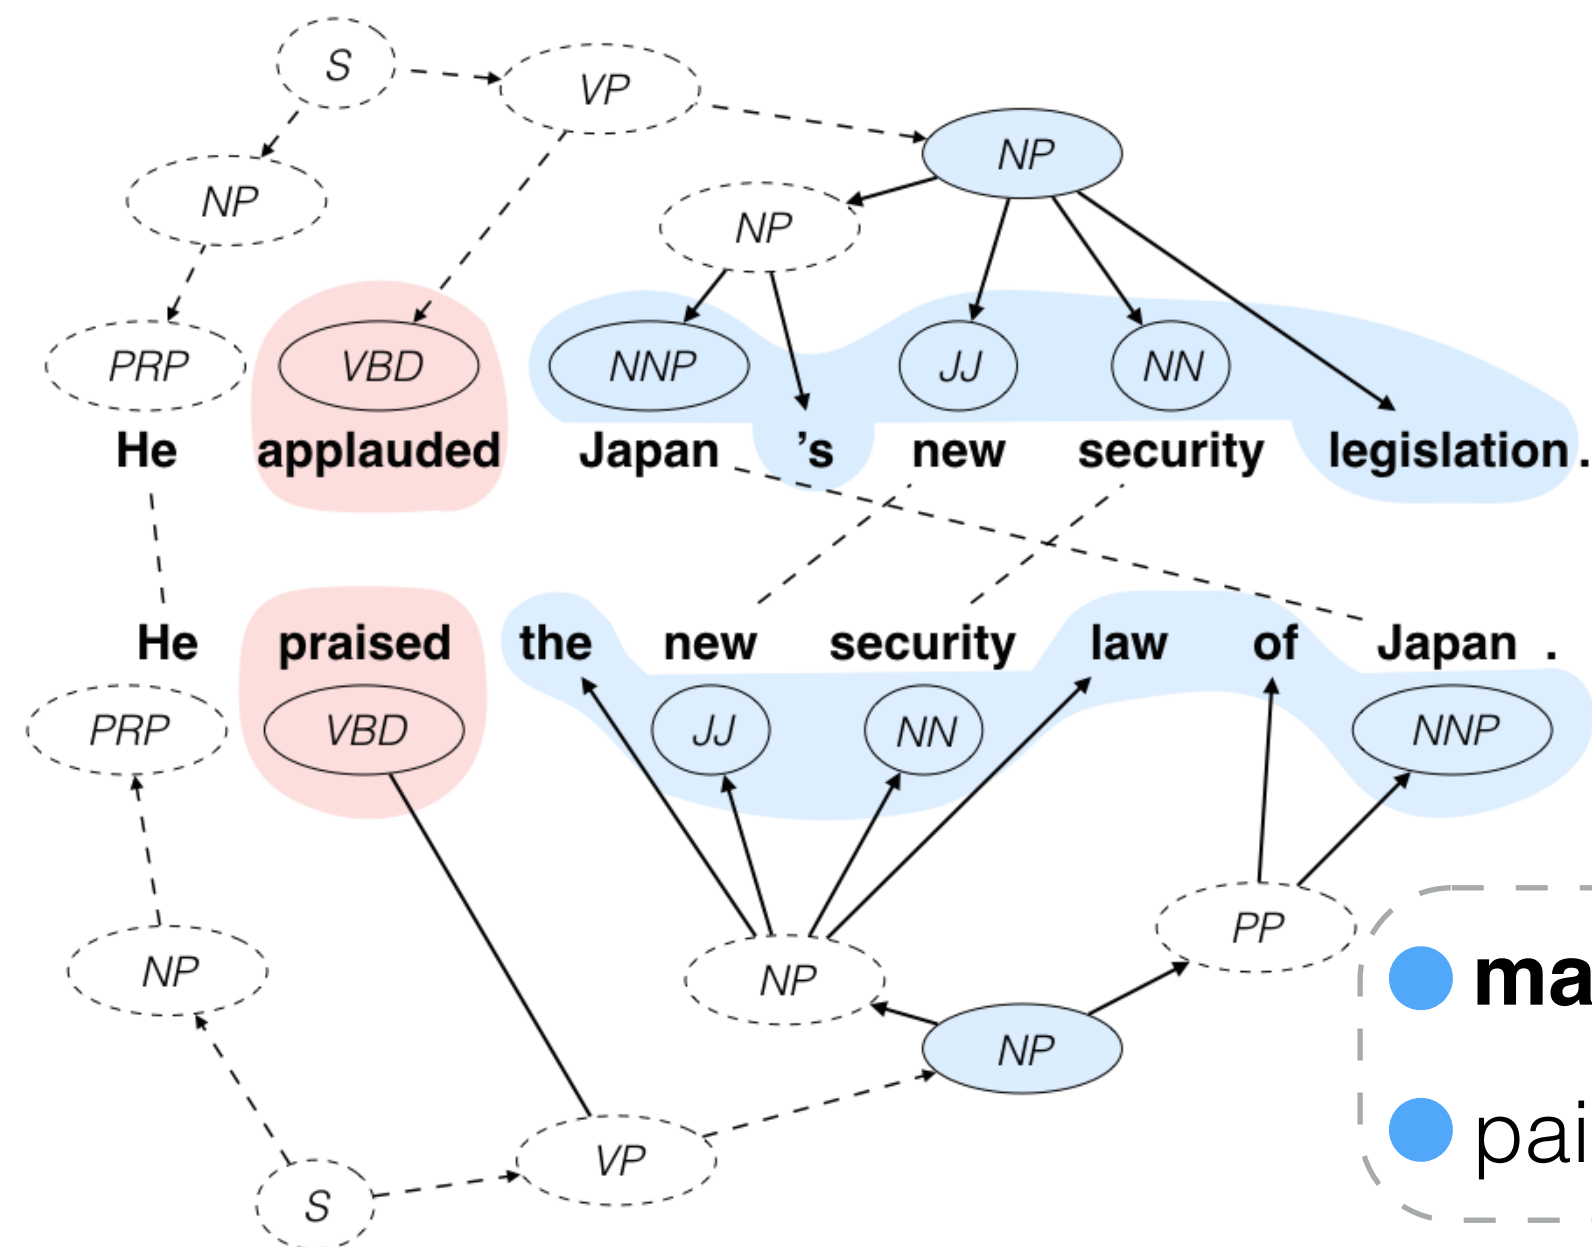 S
VP
NP
NP
NP
PRP VBD NNP JJ NN
He applauded Japan 's new security legislation .
He praised the new security law of Japan .
PRP VBD JJ NN NNP
PP
NP
NP
NP
VP
S
ma
pai